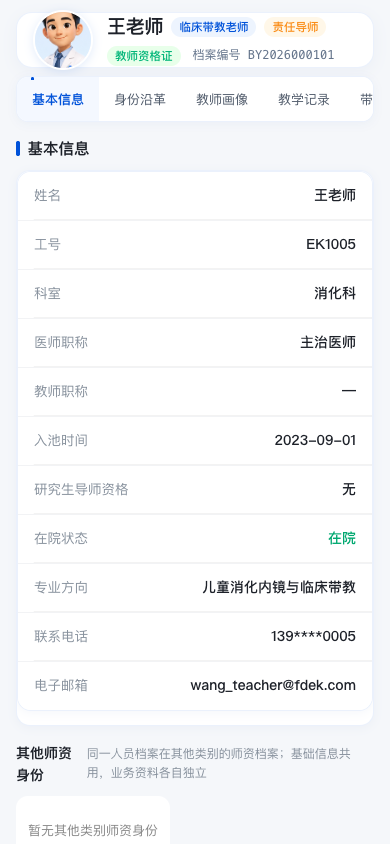 王老师 临床带教老师 责任导师
教师资格证 档案编号 BY2026000101
基本信息 身份沿革 教师画像 教学记录 带
基本信息
姓名 王老师
工号 EK1005
科室 消化科
医师职称 主治医师
教师职称 —
入池时间 2023-09-01
研究生导师资格 无
在院状态 在院
专业方向 儿童消化内镜与临床带教
联系电话 139****0005
电子邮箱 wang_teacher@fdek.com
其他师资身份 同一人员档案在其他类别的师资档案；基础信息共用，业务资料各自独立
暂无其他类别师资身份